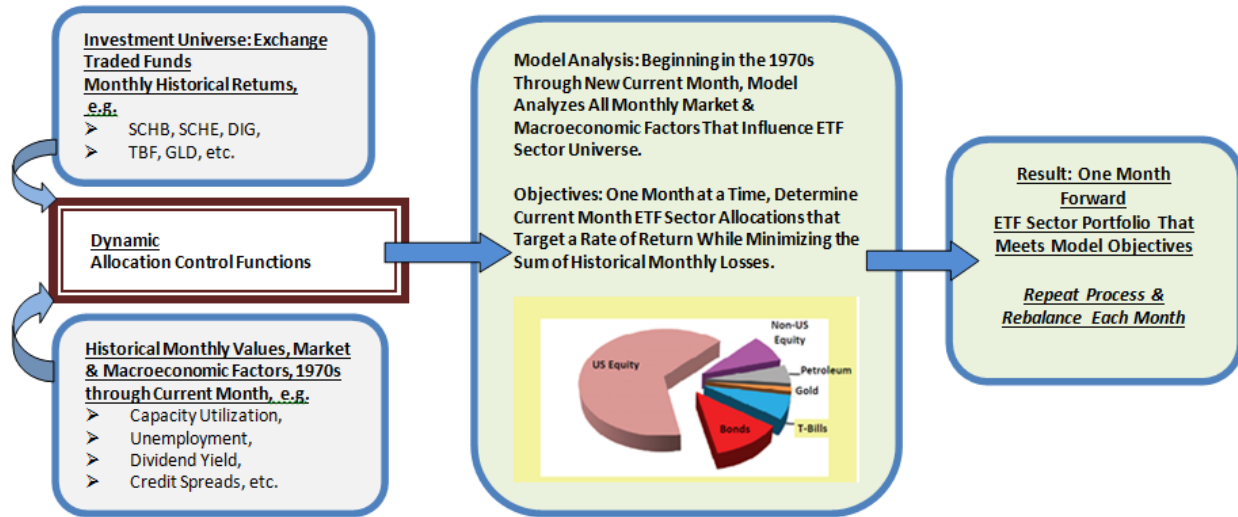 Investment Universe: Exchange
Traded Funds
Monthly Historical Returns,
e.g.
➤ SCHB, SCHE, DIG,
➤ TBF, GLD, etc.
Dynamic
Allocation Control Functions
Historical Monthly Values, Market
& Macroeconomic Factors, 1970s
through Current Month, e.g.
➤ Capacity Utilization,
➤ Unemployment,
➤ Dividend Yield,
➤ Credit Spreads, etc.
Model Analysis: Beginning in the 1970s
Through New Current Month, Model
Analyzes All Monthly Market &
Macroeconomic Factors That Influence ETF
Sector Universe.
Objectives: One Month at a Time, Determine
Current Month ETF Sector Allocations that
Target a Rate of Return While Minimizing the
Sum of Historical Monthly Losses.
US Equity
Non-US
Equity
Petroleum
Gold
T-Bills
Bonds
Result: One Month
Forward
ETF Sector Portfolio That
Meets Model Objectives
Repeat Process &
Rebalance Each Month